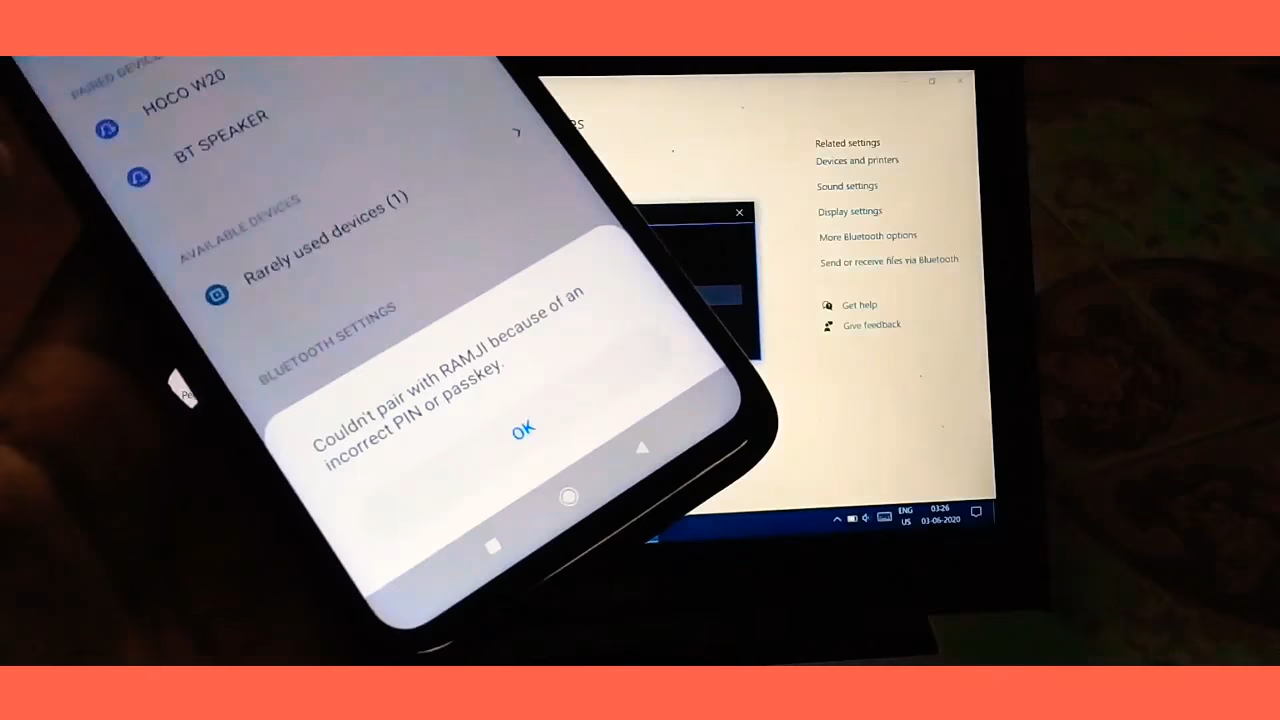 PAIRED DEVICES
HOCO W20
BT SPEAKER
AVAILABLE DEVICES
Rarely used devices (1)
BLUETOOTH SETTINGS
Couldn't pair with RAMJI because of an
incorrect PIN or passkey.
OK
Pe
RS
Related settings
Devices and printers
Sound settings
Display settings
More Bluetooth options
Send or receive files via Bluetooth
Get help
Give feedback
ENG
US
03:26
03-06-2020